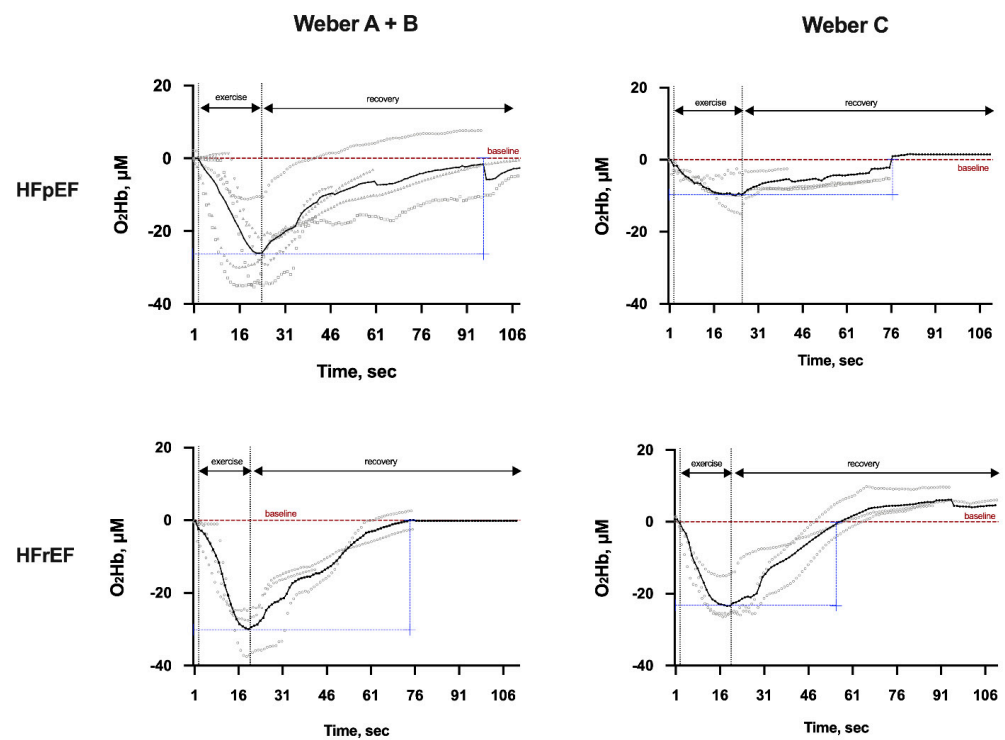 Weber A + B
Weber C
HFpEF
O₂Hb, μM
20
0
-20
-40
exercise
recovery
baseline
1 16 31 46 61 76 91 106
Time, sec
O₂Hb, μM
20
0
-20
-40
exercise
recovery
baseline
1 16 31 46 61 76 91 106
Time, sec
HFrEF
O₂Hb, μM
20
0
-20
-40
exercise
recovery
baseline
1 16 31 46 61 76 91 106
Time, sec
O₂Hb, μM
20
0
-20
-40
exercise
recovery
baseline
1 16 31 46 61 76 91 106
Time, sec